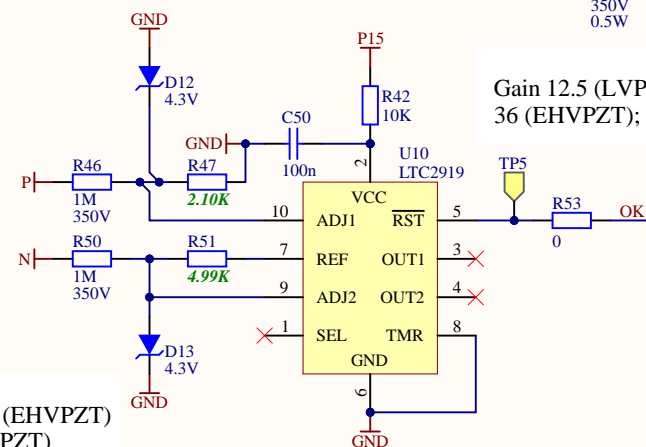 350V
0.5W
GND
P15
D12
4.3V
R42
10K
Gain 12.5 (LVP
36 (EHVPZT);
C50
100n
GND
R46
1M
350V
R47
2.10K
P
U10
LTC2919
TP5
R53
0
OK
2
VCC
10
ADJ1
RST
5
R50
1M
350V
R51
4.99K
N
7
REF
OUT1
3
9
ADJ2
OUT2
4
1
SEL
TMR
8
GND
6
D13
4.3V
GND
GND
(EHVPZT)
PZT)